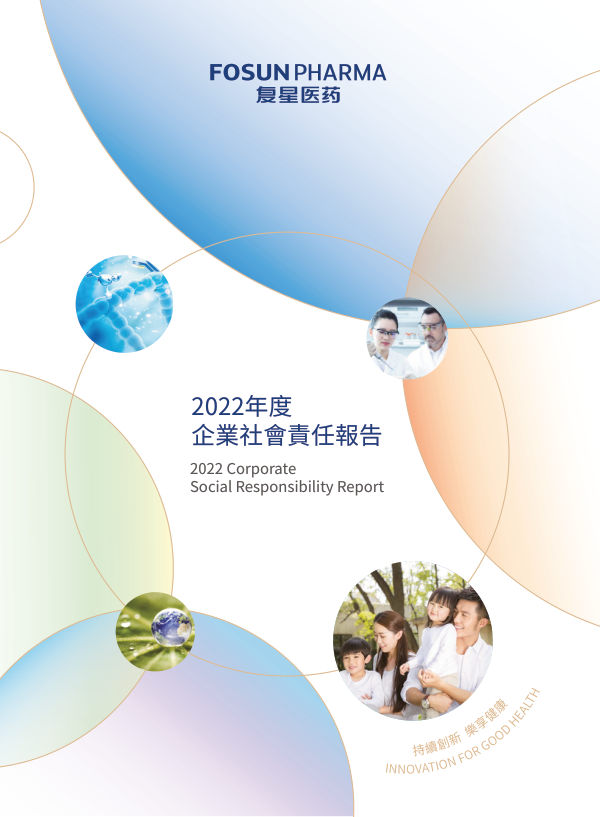 FOSUN PHARMA
复星医药
2022年度
企業社會責任報告
2022 Corporate
Social Responsibility Report
持續創新 樂享健康
INNOVATION FOR GOOD HEALTH